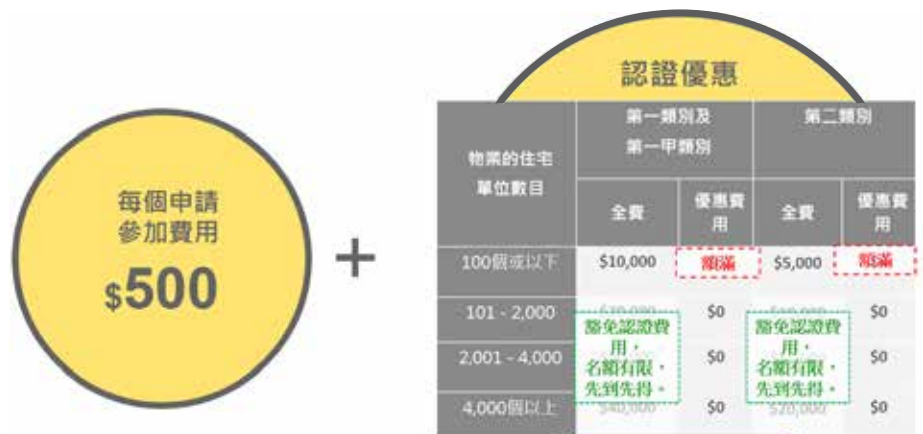 每個申請
參加費用
$500
+
認證優惠
物業的住宅
單位數目
第一類別及
第一甲類別
第二類別
全費
優惠費
用
全費
優惠費
用
100個或以下
$10,000
額滿
$5,000
額滿
101 - 2,000
$0
$0
豁免認證費
用，
名額有限，
先到先得。
豁免認證費
用，
名額有限，
先到先得。
2,001 - 4,000
$0
$0
4,000個以上
$40,000
$0
$20,000
$0